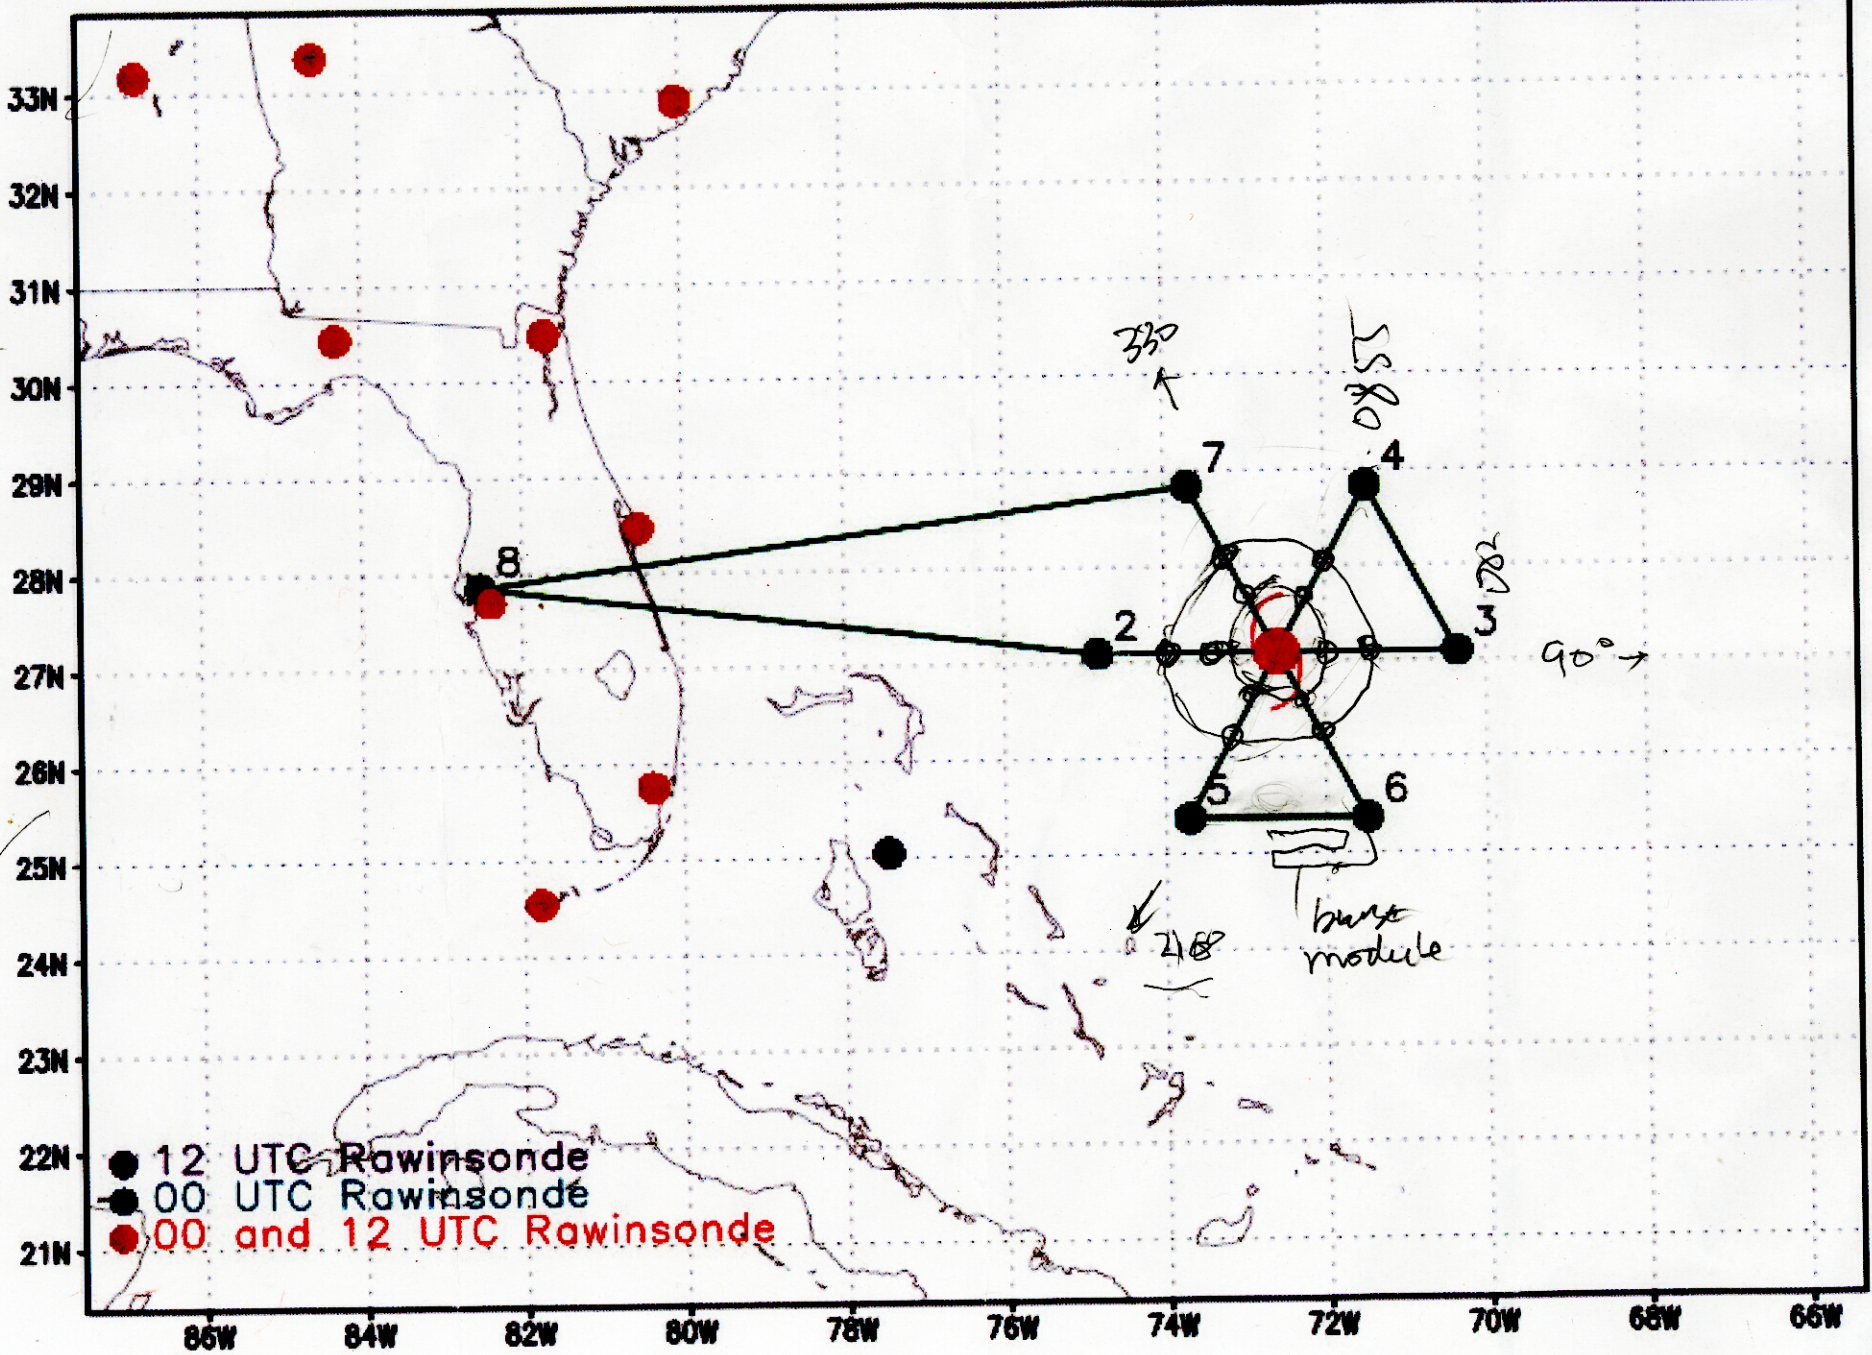 33N
32N
31N
30N
29N
28N
27N
26N
25N
24N
23N
22N
21N
330
7
4
8
2
3
90° →
5
6
module
12 UTC Rawinsonde
00 UTC Rawinsonde
00 and 12 UTC Rawinsonde
86W
84W
82W
80W
78W
76W
74W
72W
70W
68W
66W